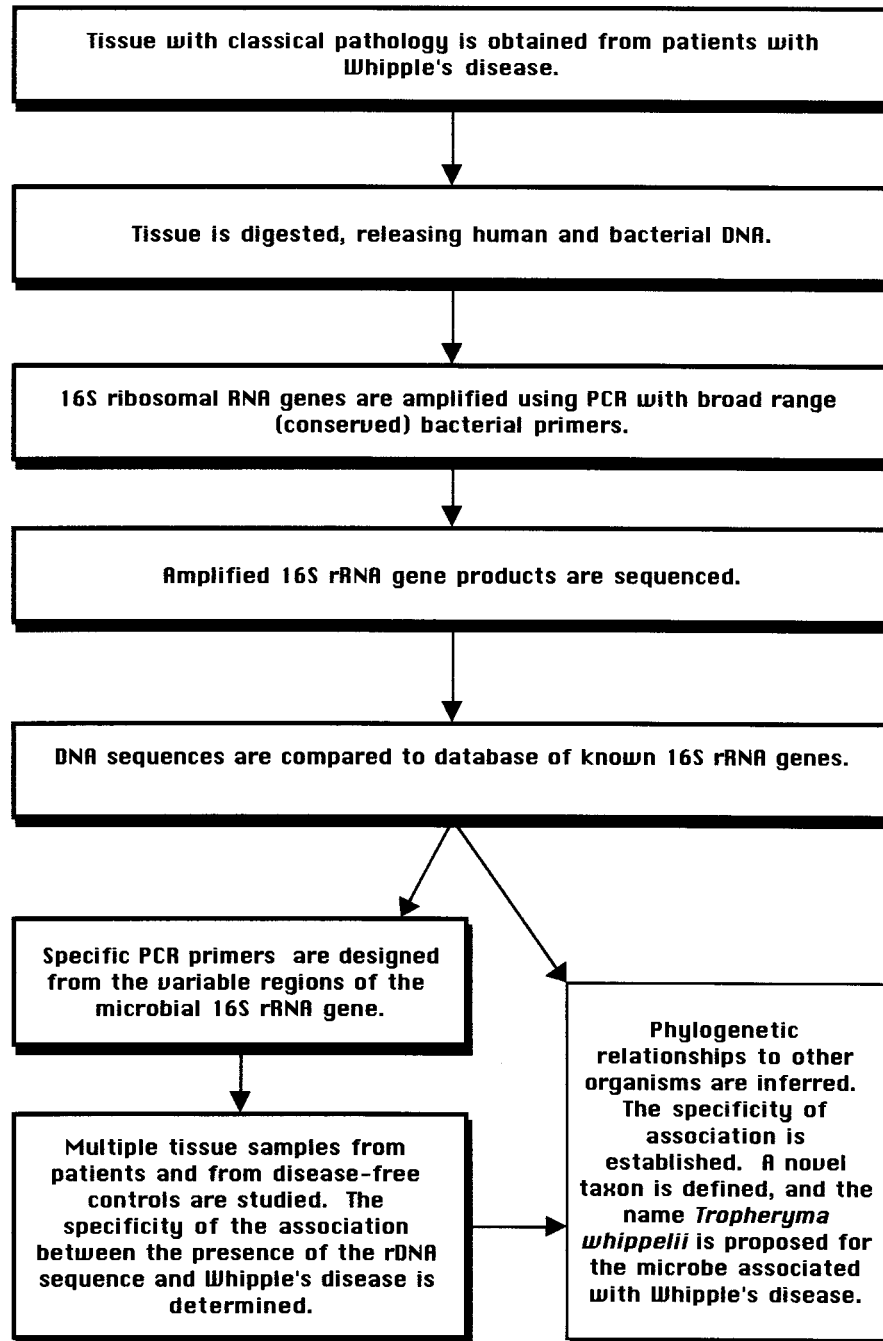 Tissue with classical pathology is obtained from patients with
Whipple's disease.
Tissue is digested, releasing human and bacterial DNA.
16S ribosomal RNA genes are amplified using PCR with broad range
(conserved) bacterial primers.
Amplified 16S rRNA gene products are sequenced.
DNA sequences are compared to database of known 16S rRNA genes.
Specific PCR primers are designed
from the variable regions of the
microbial 16S rRNA gene.
Multiple tissue samples from
patients and from disease-free
controls are studied. The
specificity of the association
between the presence of the rDNA
sequence and Whipple's disease is
determined.
Phylogenetic
relationships to other
organisms are inferred.
The specificity of
association is
established. A novel
taxon is defined, and the
name Tropheryma
whippelii is proposed for
the microbe associated
with Whipple's disease.